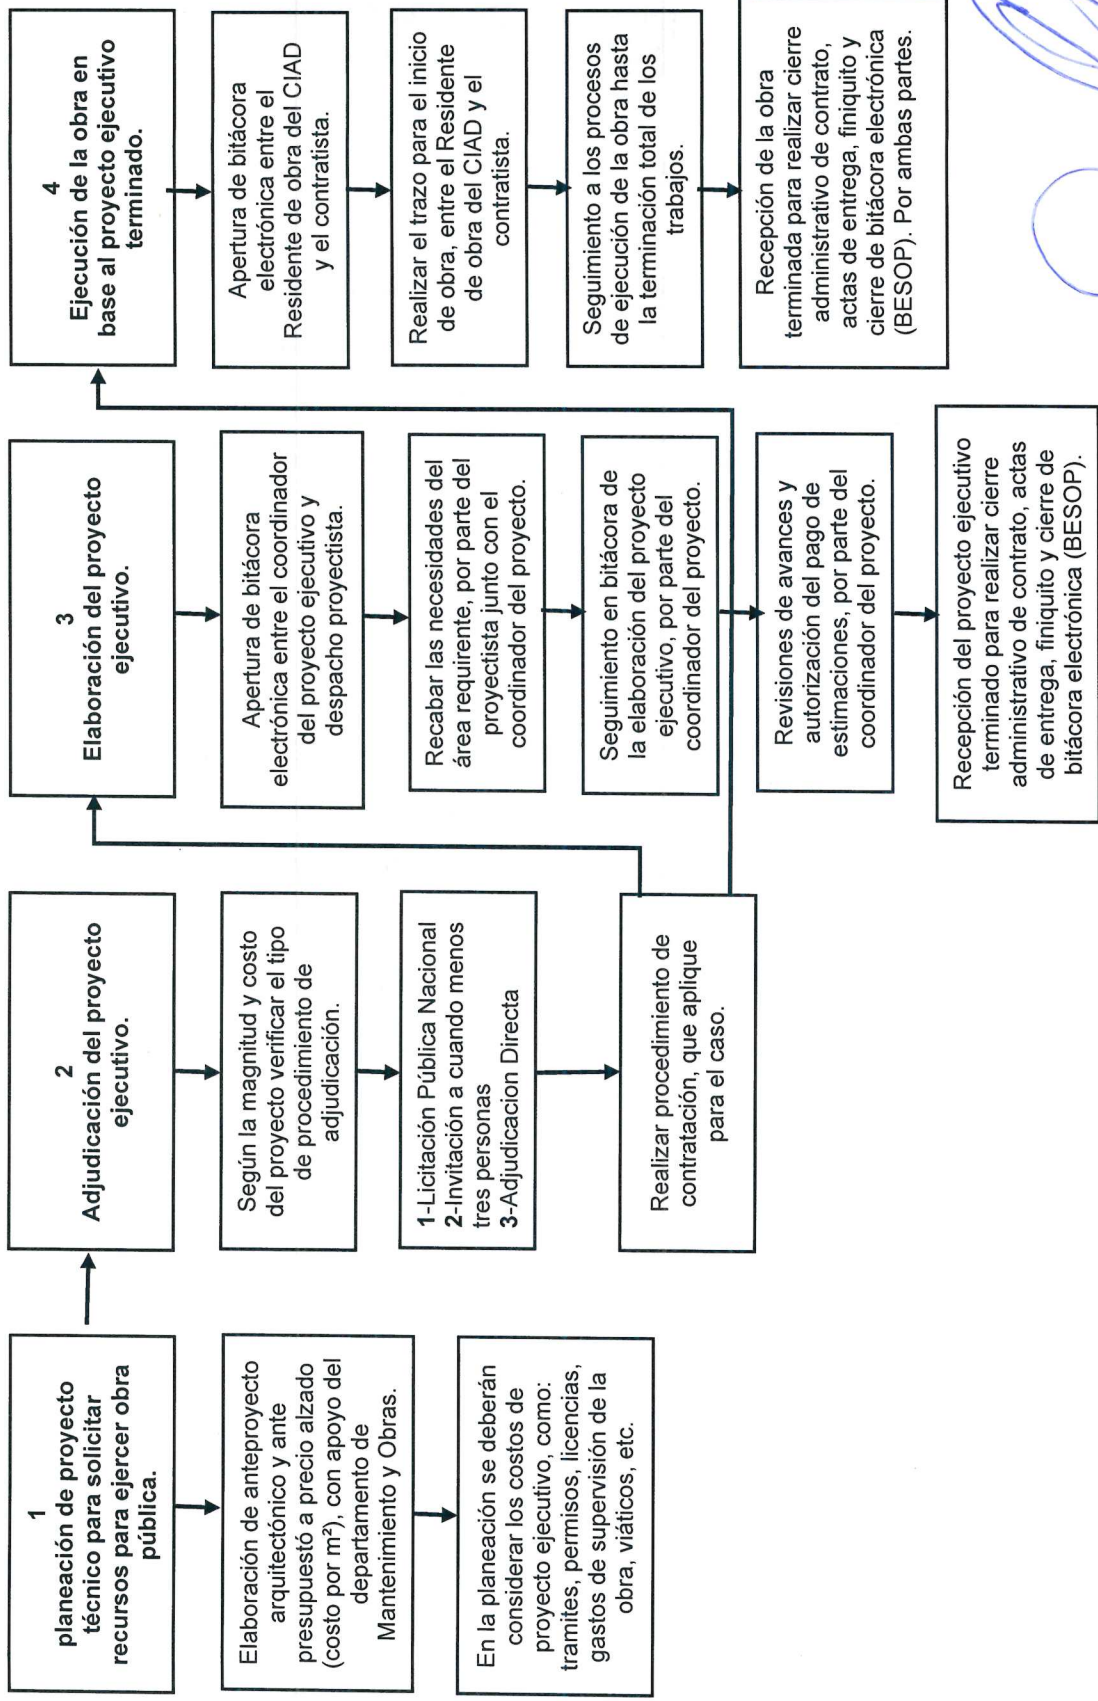 1
planeación de proyecto
técnico para solicitar
recursos para ejercer obra
pública.
Elaboración de anteproyecto
arquitectónico y ante
presupuestó a precio alzado
(costo por m²), con apoyo del
departamento de
Mantenimiento y Obras.
En la planeación se deberán
considerar los costos de
proyecto ejecutivo, como:
tramites, permisos, licencias,
gastos de supervisión de la
obra, viáticos, etc.
2
Adjudicación del proyecto
ejecutivo.
Según la magnitud y costo
del proyecto verificar el tipo
de procedimiento de
adjudicación.
1-Licitación Pública Nacional
2-Invitación a cuando menos
tres personas
3-Adjudicacion Directa
Realizar procedimiento de
contratación, que aplique
para el caso.
3
Elaboración del proyecto
ejecutivo.
Apertura de bitácora
electrónica entre el coordinador
del proyecto ejecutivo y
despacho proyectista.
Recabar las necesidades del
área requirente, por parte del
proyectista junto con el
coordinador del proyecto.
Seguimiento en bitácora de
la elaboración del proyecto
ejecutivo, por parte del
coordinador del proyecto.
Revisiones de avances y
autorización del pago de
estimaciones, por parte del
coordinador del proyecto.
Recepción del proyecto ejecutivo
terminado para realizar cierre
administrativo de contrato, actas
de entrega, finiquito y cierre de
bitácora electrónica (BESOP).
4
Ejecución de la obra en
base al proyecto ejecutivo
terminado.
Apertura de bitácora
electrónica entre el
Residente de obra del CIAD
y el contratista.
Realizar el trazo para el inicio
de obra, entre el Residente
de obra del CIAD y el
contratista.
Seguimiento a los procesos
de ejecución de la obra hasta
la terminación total de los
trabajos.
Recepción de la obra
terminada para realizar cierre
administrativo de contrato,
actas de entrega, finiquito y
cierre de bitácora electrónica
(BESOP). Por ambas partes.